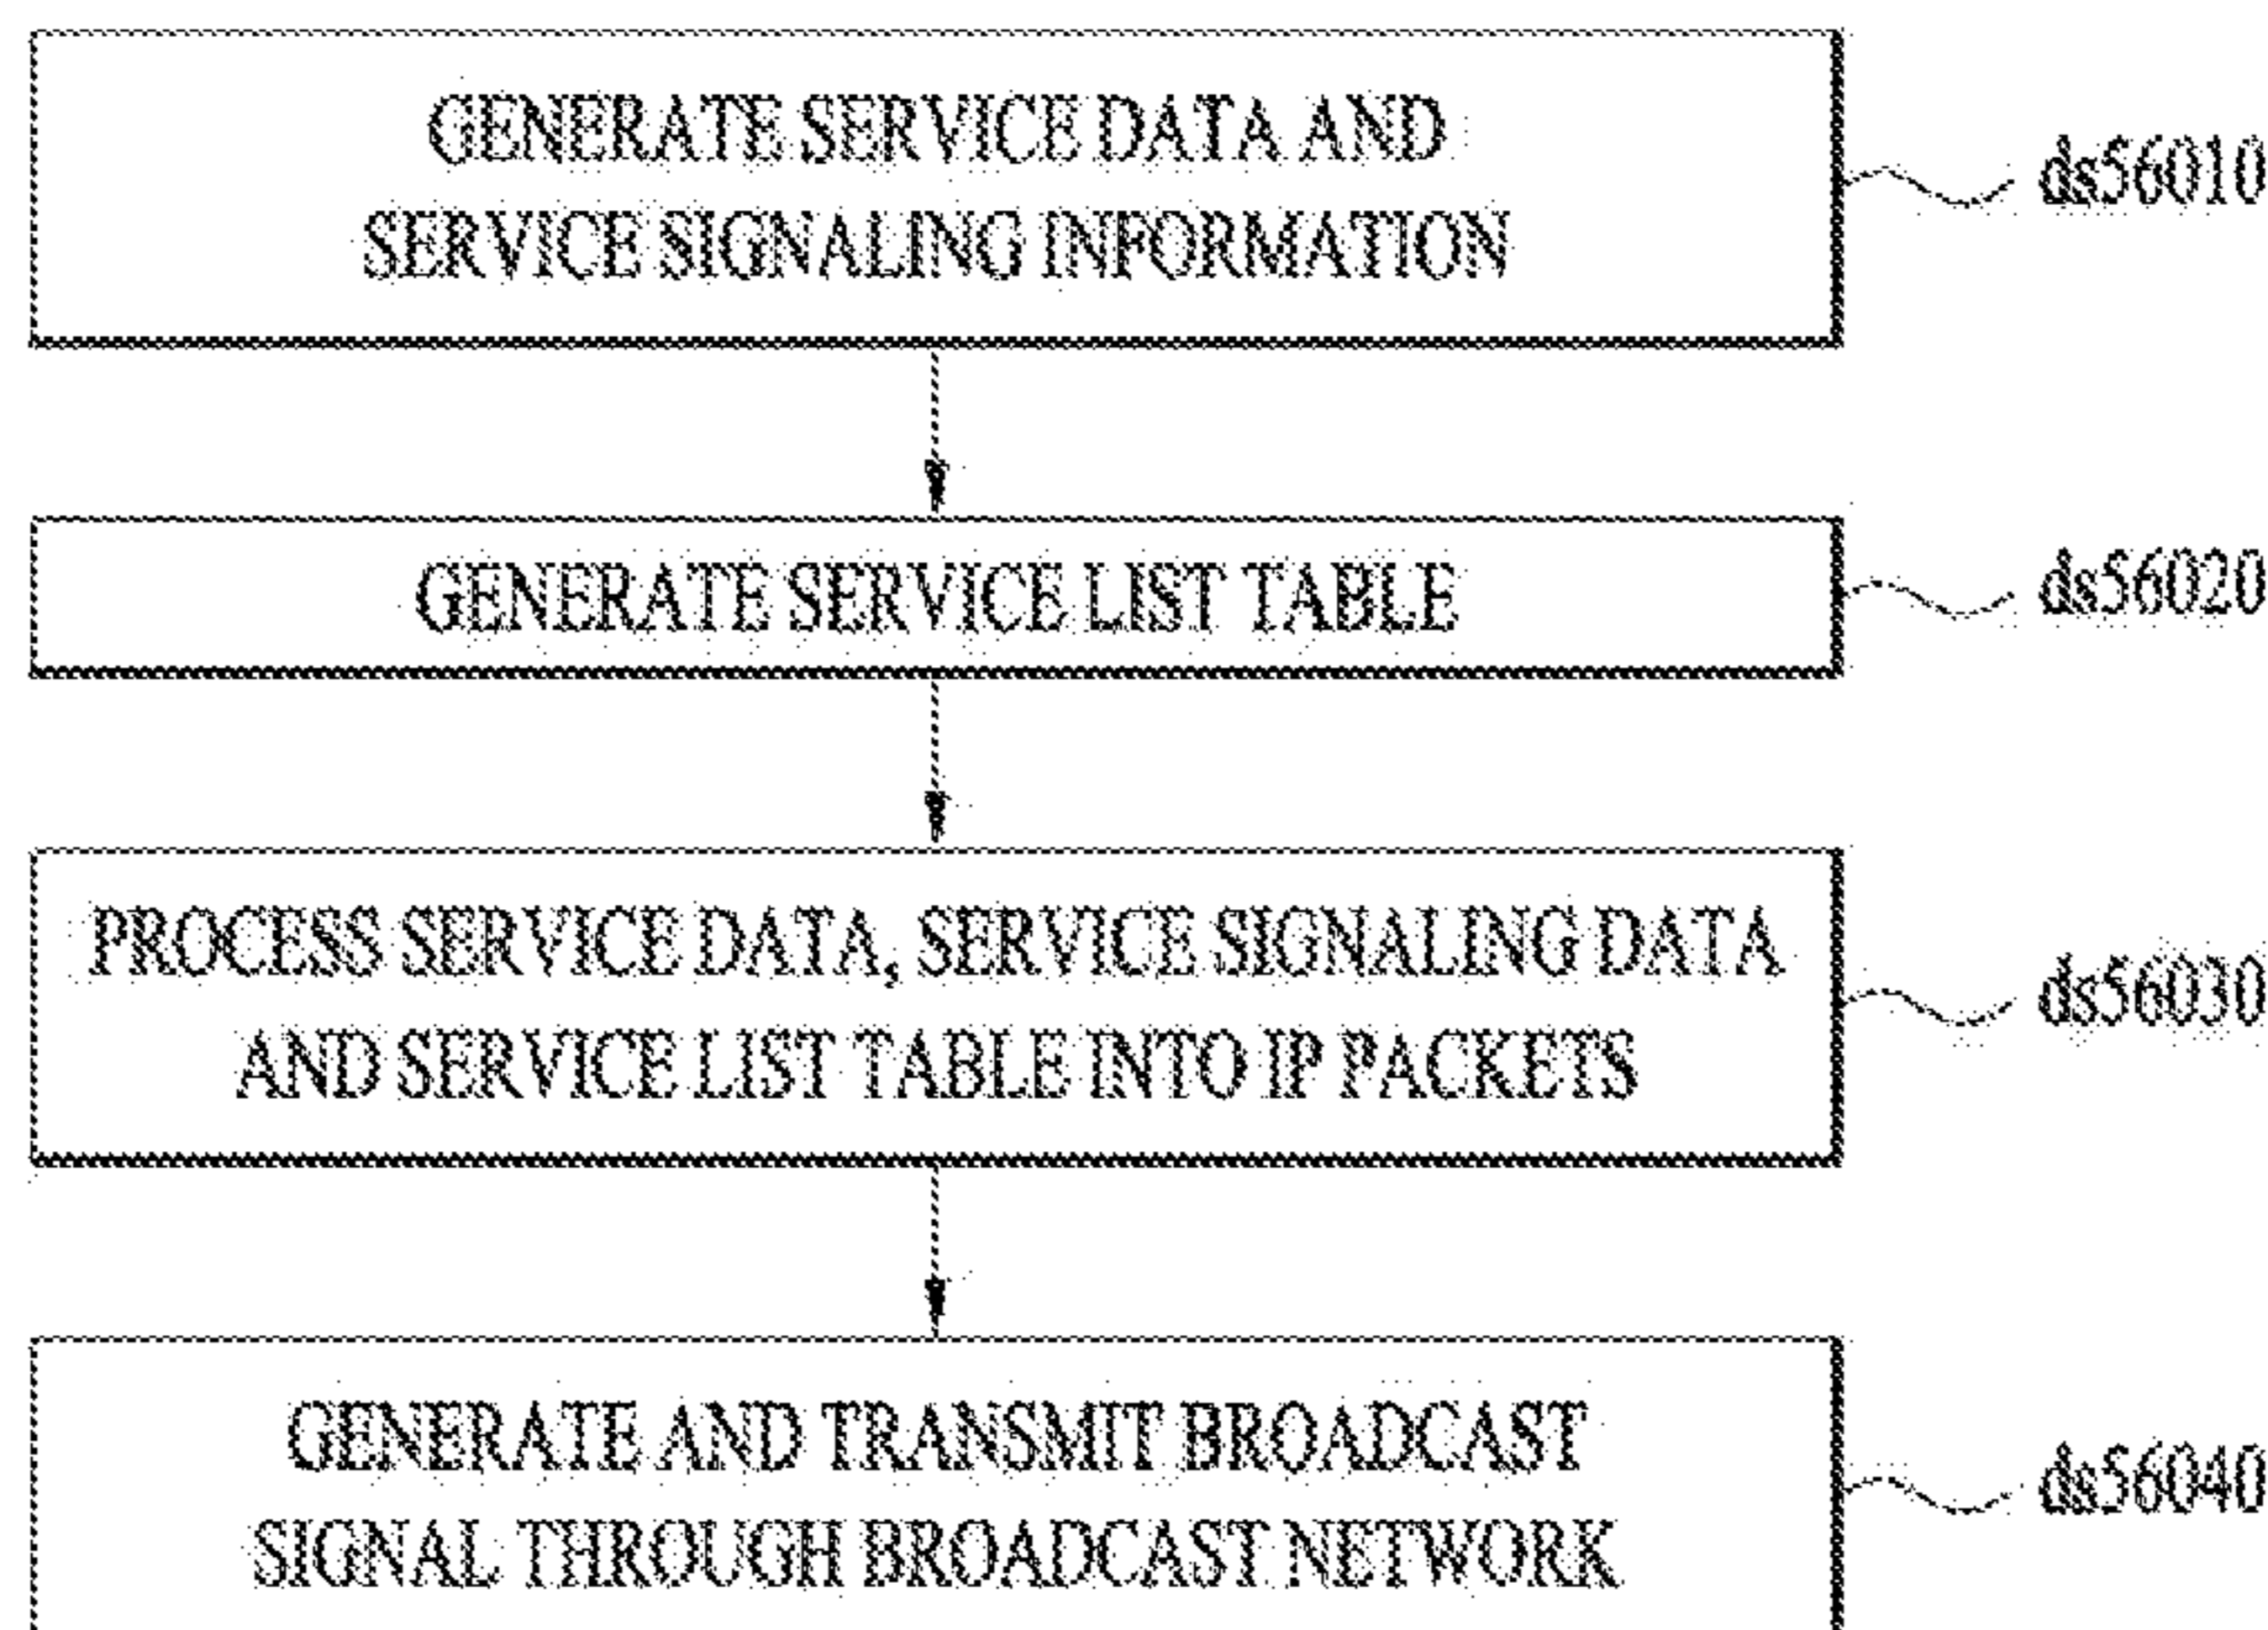 GENERATE SERVICE DATA AND
SERVICE SIGNALING INFORMATION
ds56010
GENERATE SERVICE LIST TABLE
ds56020
PROCESS SERVICE DATA, SERVICE SIGNALING DATA
AND SERVICE LIST TABLE INTO IP PACKETS
ds56030
GENERATE AND TRANSMIT BROADCAST
SIGNAL THROUGH BROADCAST NETWORK
ds56040